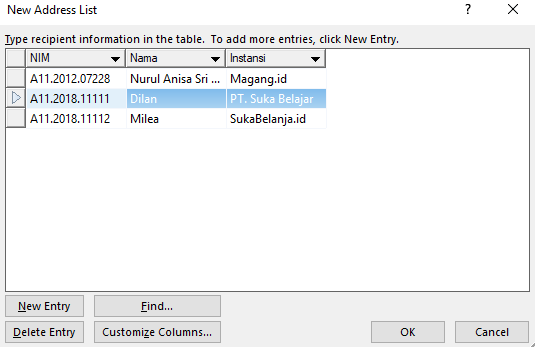 New Address List
Type recipient information in the table. To add more entries, click New Entry.
NIM Nama Instansi
A11.2012.07228 Nurul Anisa Sri ... Magang.id
A11.2018.11111 Dilan PT. Suka Belajar
A11.2018.11112 Milea SukaBelanja.id
New Entry Find...
Delete Entry Customize Columns... OK Cancel